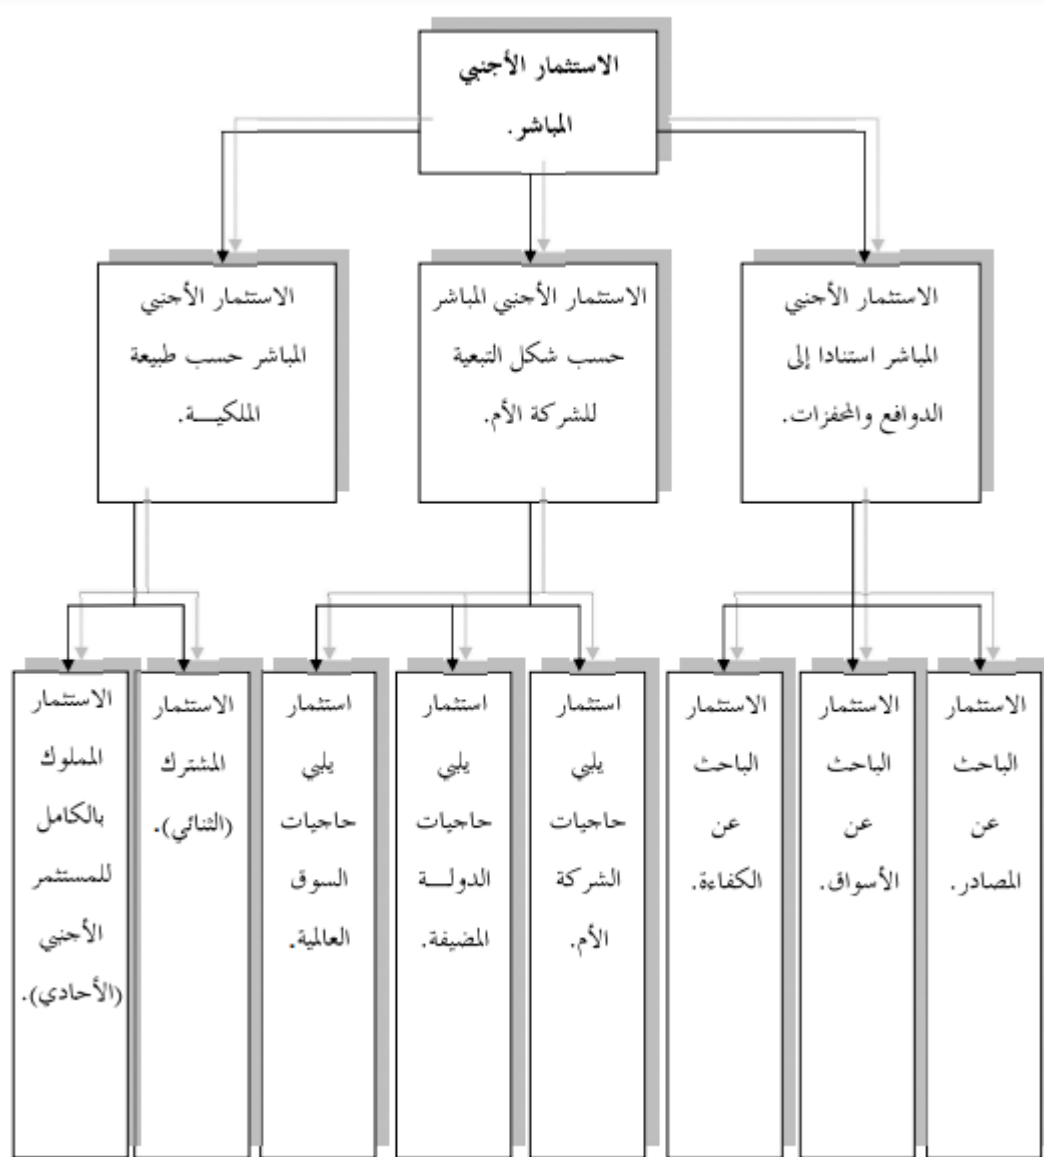 الاستثمار الأجنبي
المباشر.
الاستثمار الأجنبي
المباشر استنادا إلى
الدوافع والمحفزات.
الاستثمار الأجنبي المباشر
حسب شكل التبعية
للشركة الأم.
الاستثمار الأجنبي
المباشر حسب طبيعة
الملكيـــة.
الاستثمار
الباحث
عن
المصادر.
الاستثمار
الباحث
عن
الأسواق.
الاستثمار
الباحث
عن
الكفاءة.
استثمار
يلبي
حاجيات
الشركة
الأم.
استثمار
يلبي
حاجيات
الدولـــة
المضيفة.
استثمار
يلبي
حاجيات
السوق
العالمية.
الاستثمار
المشترك
(الثنائي).
الاستثمار
المملوك
بالكامل
للمستثمر
الأجنبي
(الأحادي).